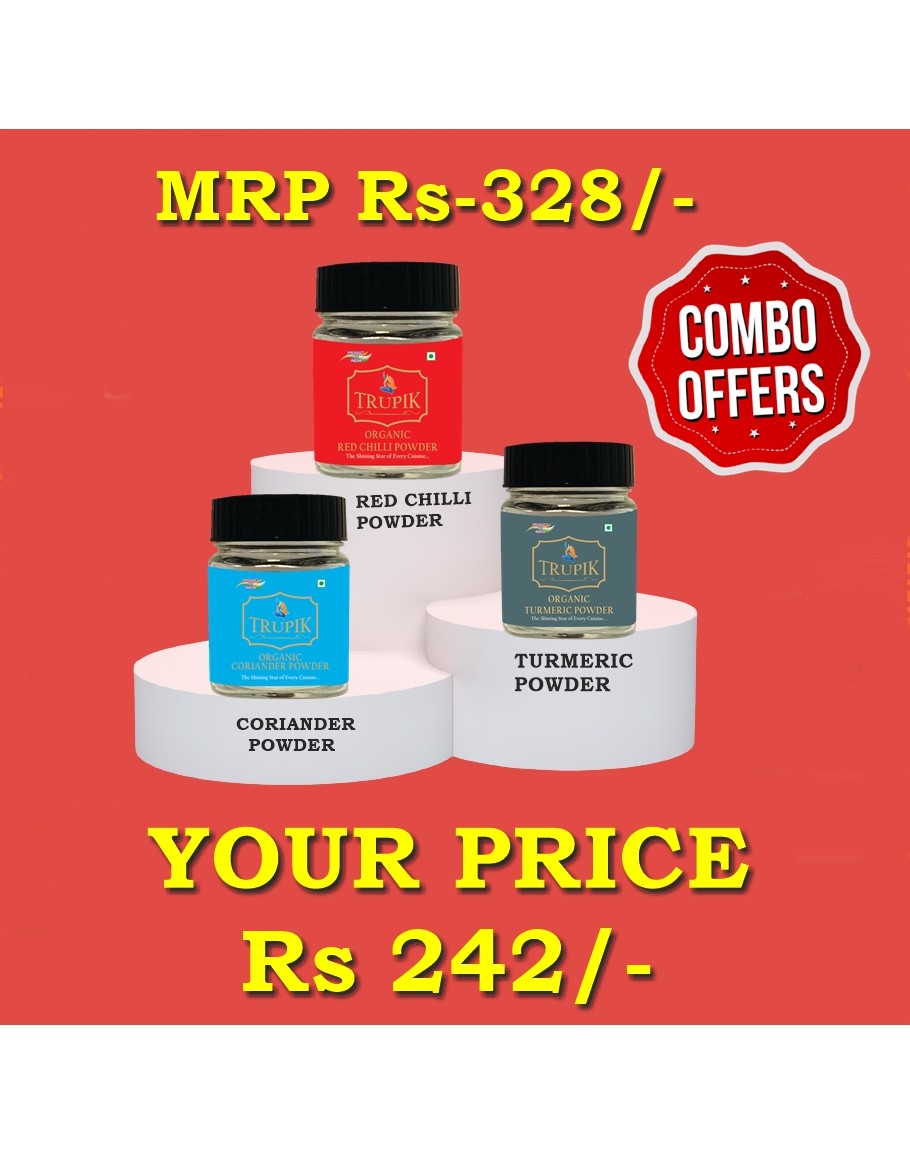 MRP Rs-328/-
COMBO
OFFERS
TRUPIK
ORGANIC
RED CHILLI POWDER
The Shining Star of Every Cuisine...
RED CHILLI
POWDER
TRUPIK
ORGANIC
TURMERIC POWDER
The Shining Star of Every Cuisine...
TURMERIC
POWDER
TRUPIK
ORGANIC
CORIANDER POWDER
The Shining Star of Every Cuisine...
CORIANDER
POWDER
YOUR PRICE
Rs 242/-